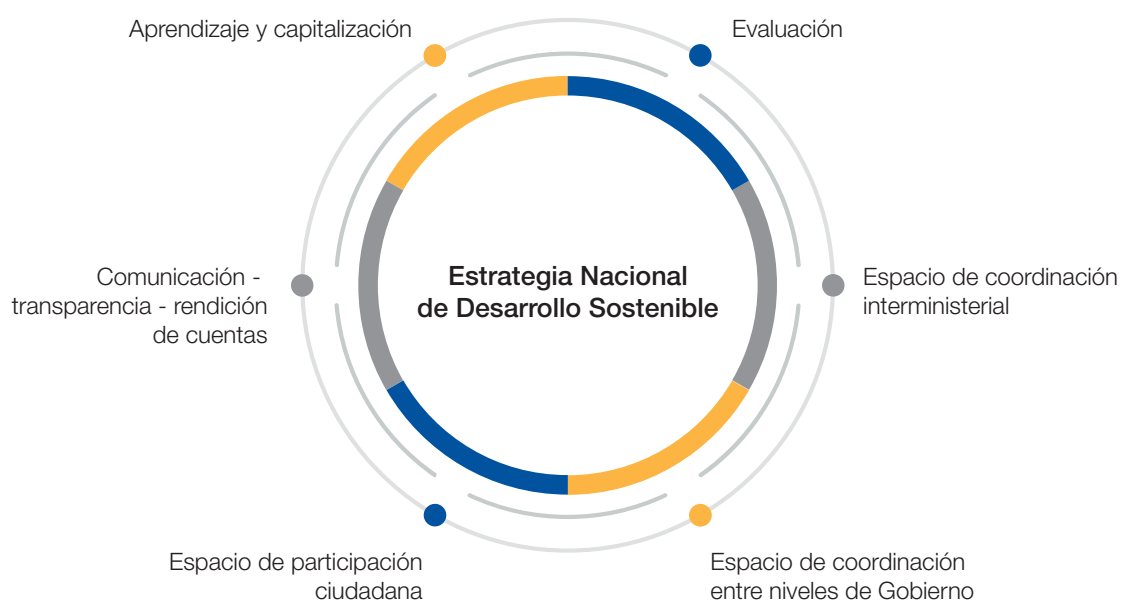 Aprendizaje y capitalización
Evaluación
Comunicación -
transparencia - rendición
de cuentas
Estrategia Nacional
de Desarrollo Sostenible
Espacio de coordinación
interministerial
Espacio de participación
ciudadana
Espacio de coordinación
entre niveles de Gobierno